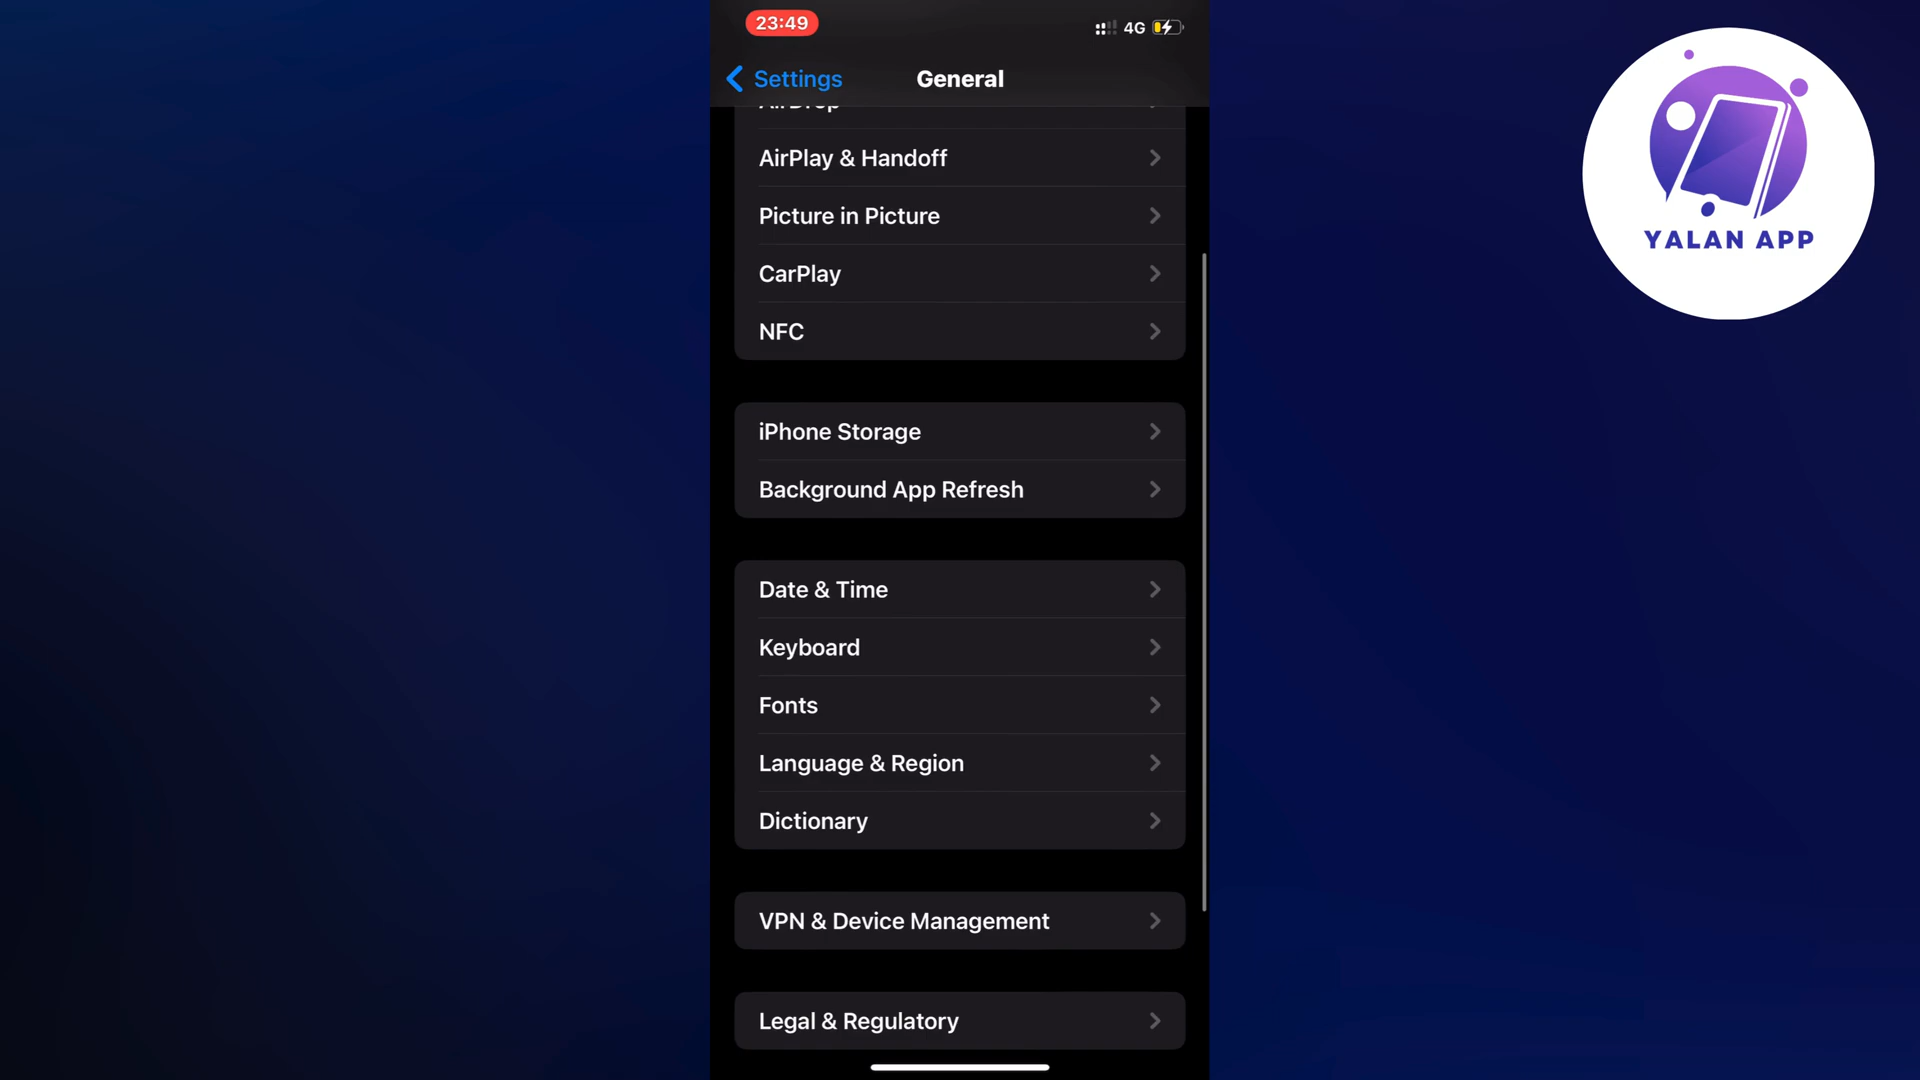 23:49
4G
Settings
General
AirDrop
AirPlay & Handoff
Picture in Picture
CarPlay
NFC
iPhone Storage
Background App Refresh
Date & Time
Keyboard
Fonts
Language & Region
Dictionary
VPN & Device Management
Legal & Regulatory
YALAN APP